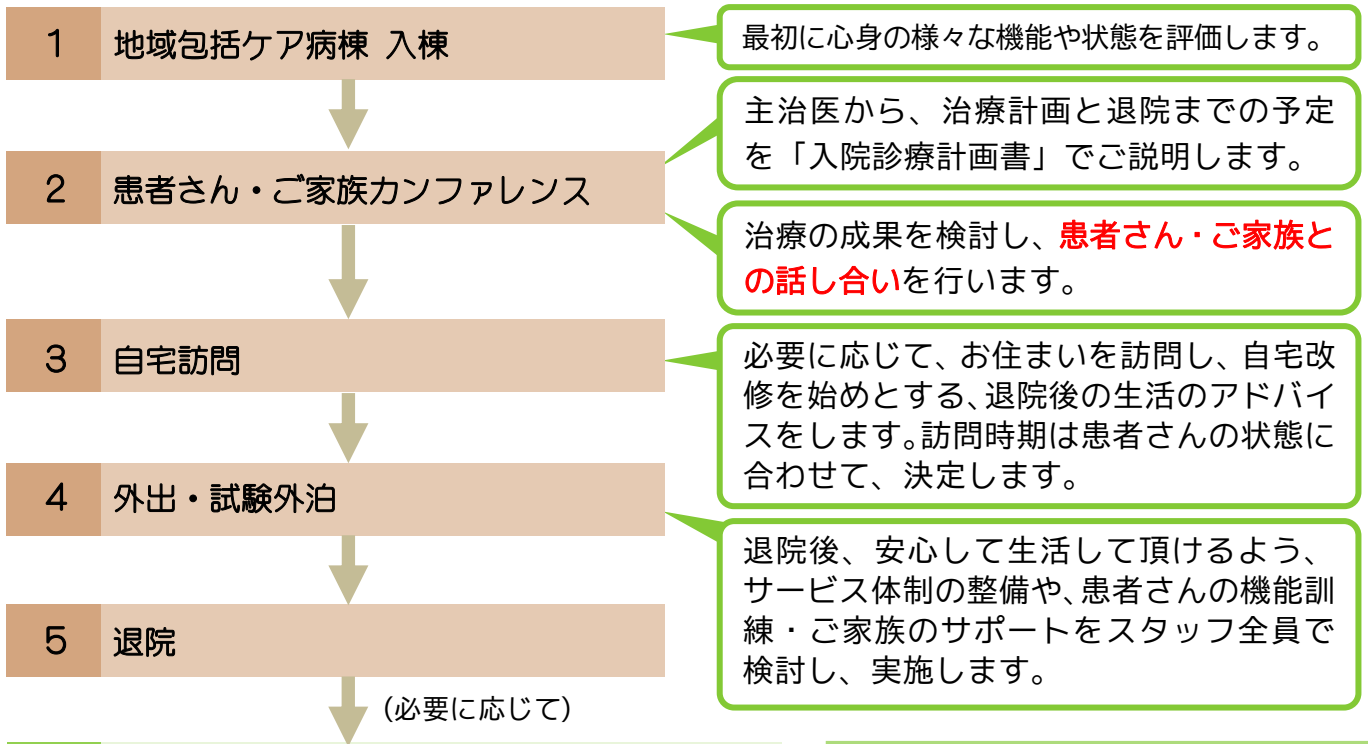 1 地域包括ケア病棟 入棟
最初に心身の様々な機能や状態を評価します。
主治医から、治療計画と退院までの予定
を「入院診療計画書」でご説明します。
2 患者さん・ご家族カンファレンス
治療の成果を検討し、患者さん・ご家族と
の話し合いを行います。
3 自宅訪問
必要に応じて、お住まいを訪問し、自宅改
修を始めとする、退院後の生活のアドバイ
スをします。訪問時期は患者さんの状態に
合わせて、決定します。
4 外出・試験外泊
退院後、安心して生活して頂けるよう、
サービス体制の整備や、患者さんの機能訓
練・ご家族のサポートをスタッフ全員で
検討し、実施します。
5 退院
(必要に応じて)